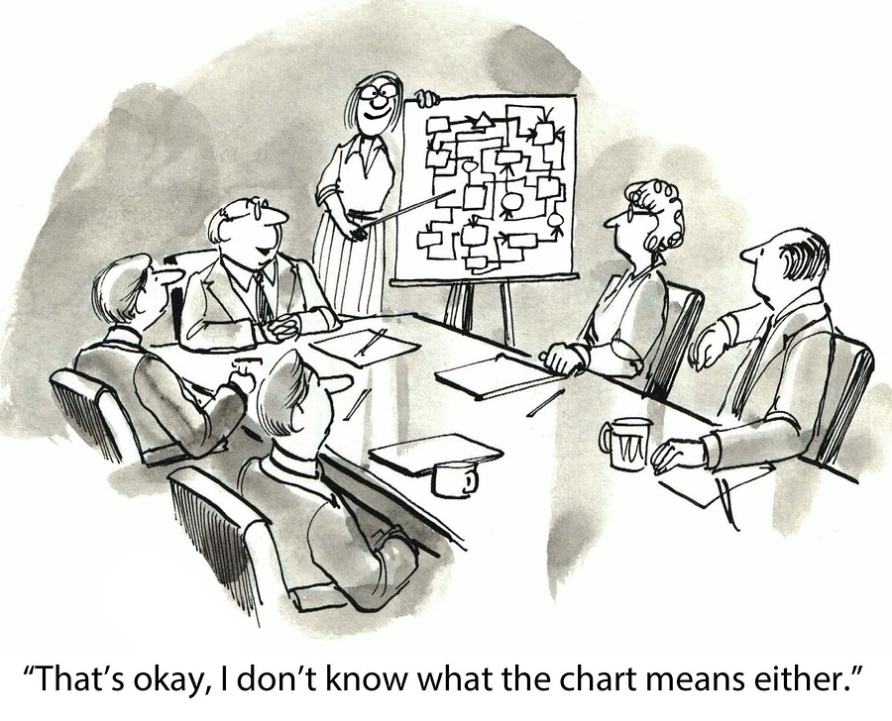 “That’s okay, I don’t know what the chart means either.”